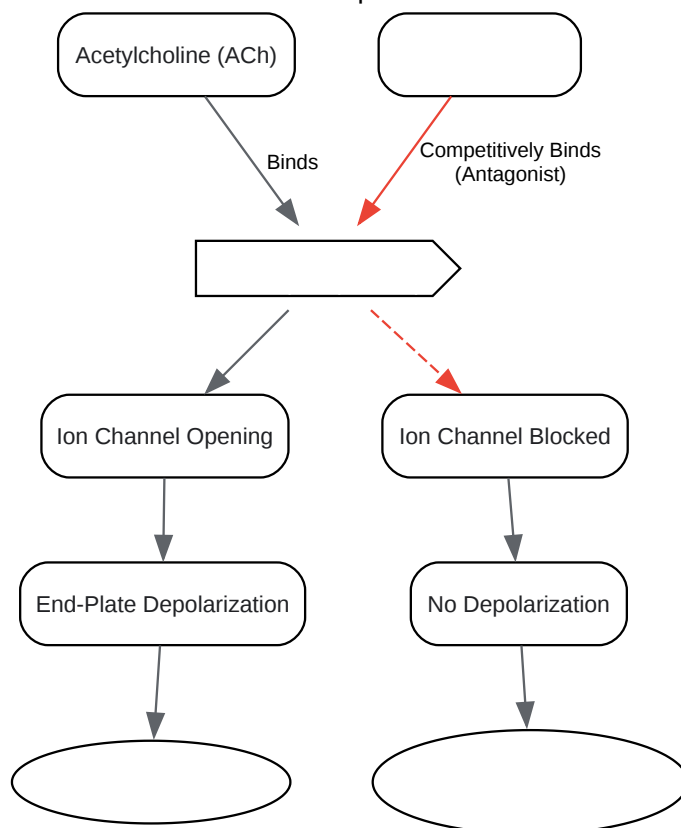 Acetylcholine (ACh)
Binds
Competitively Binds
(Antagonist)
Ion Channel Opening
Ion Channel Blocked
End-Plate Depolarization
No Depolarization